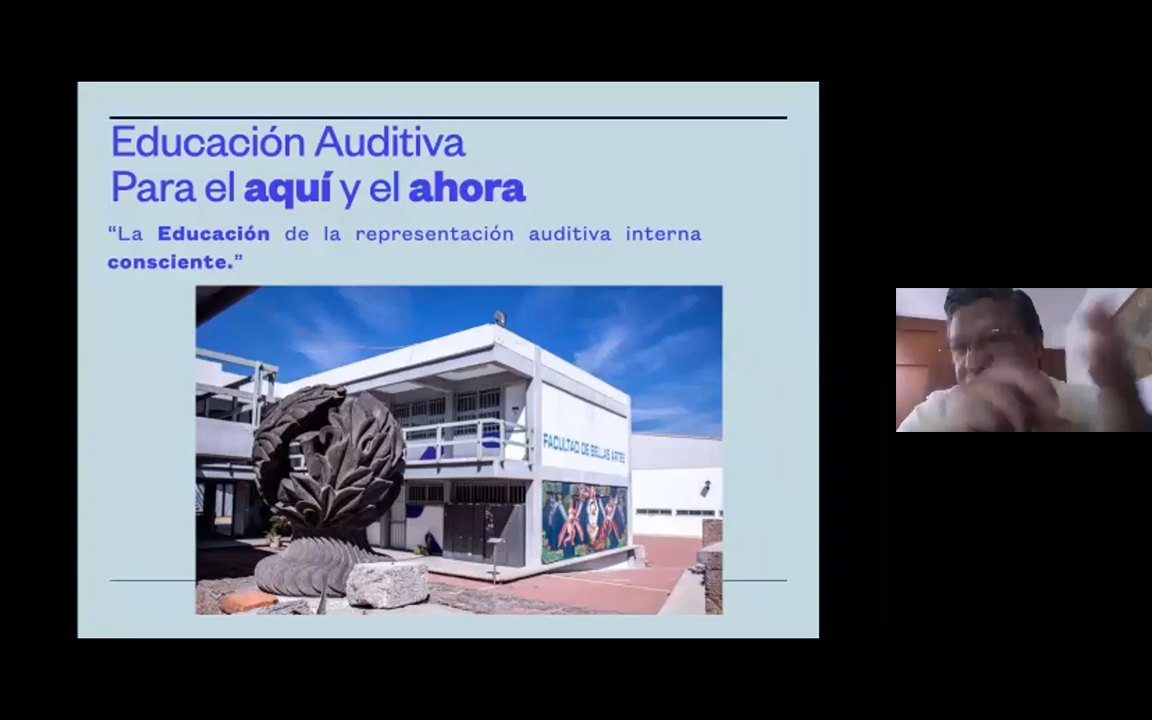 Educación Auditiva
Para el aquí y el ahora
“La Educación de la representación auditiva interna
consciente.”
FACULTAD DE BELLAS ARTES